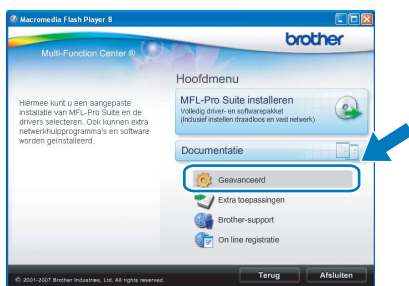 Macromedia Flash Player 8
brother
Multi-Function Center ®
Hoofdmenu
Hiermee kunt u een aangepaste
installatie van MFL-Pro Suite en de
drivers selecteren. Ook kunnen extra
netwerkhulpprogramma's en software
worden geïnstalleerd.
MFL-Pro Suite installeren
Volledig driver- en softwarepakket
(Inclusief instellen draadloos en vast netwerk)
Documentatie
Geavanceerd
Extra toepassingen
Brother-support
On line registratie
© 2001-2007 Brother Industries, Ltd. All rights reserved
Terug
Afsluiten